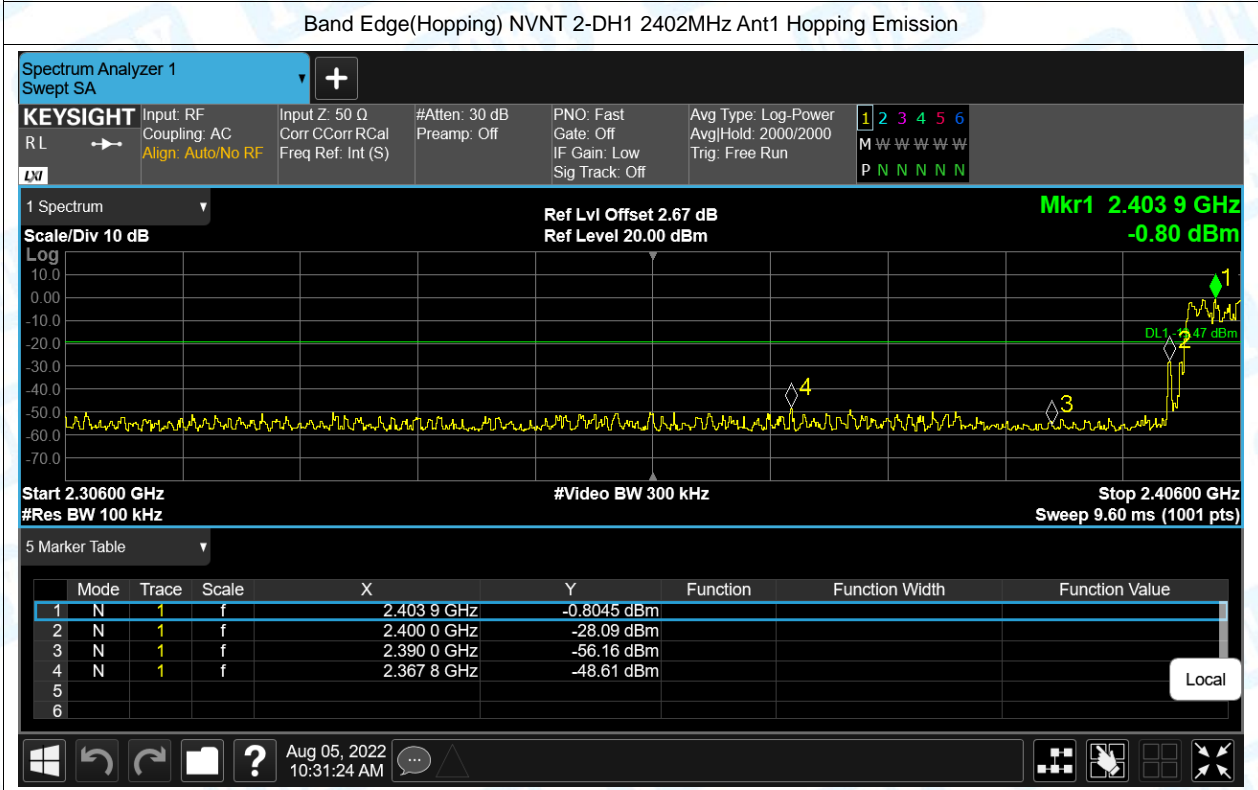 Band Edge(Hopping) NVNT 2-DH1 2402MHz Ant1 Hopping Emission
Spectrum Analyzer 1
Swept SA
KEYSIGHT
RL
LXI
Input: RF
Coupling: AC
Align: Auto/No RF
Input Z: 50 Ω
Corr CCorr RCal
Freq Ref: Int (S)
#Atten: 30 dB
Preamp: Off
PNO: Fast
Gate: Off
IF Gain: Low
Sig Track: Off
Avg Type: Log-Power
Avg|Hold: 2000/2000
Trig: Free Run
1 2 3 4 5 6
M W W W W W
P N N N N N
1 Spectrum
Scale/Div 10 dB
Ref Lvl Offset 2.67 dB
Ref Level 20.00 dBm
Mkr1 2.403 9 GHz
-0.80 dBm
Log
10.0
0.00
-10.0
-20.0
-30.0
-40.0
-50.0
-60.0
-70.0
1
2
3
4
Start 2.30600 GHz
#Video BW 300 kHz
Stop 2.40600 GHz
#Res BW 100 kHz
Sweep 9.60 ms (1001 pts)
5 Marker Table
Mode Trace Scale X Y Function Function Width Function Value
1 N 1 f 2.403 9 GHz -0.8045 dBm
2 N 1 f 2.400 0 GHz -28.09 dBm
3 N 1 f 2.390 0 GHz -56.16 dBm
4 N 1 f 2.367 8 GHz -48.61 dBm
5
6
Local
?
Aug 05, 2022
10:31:24 AM